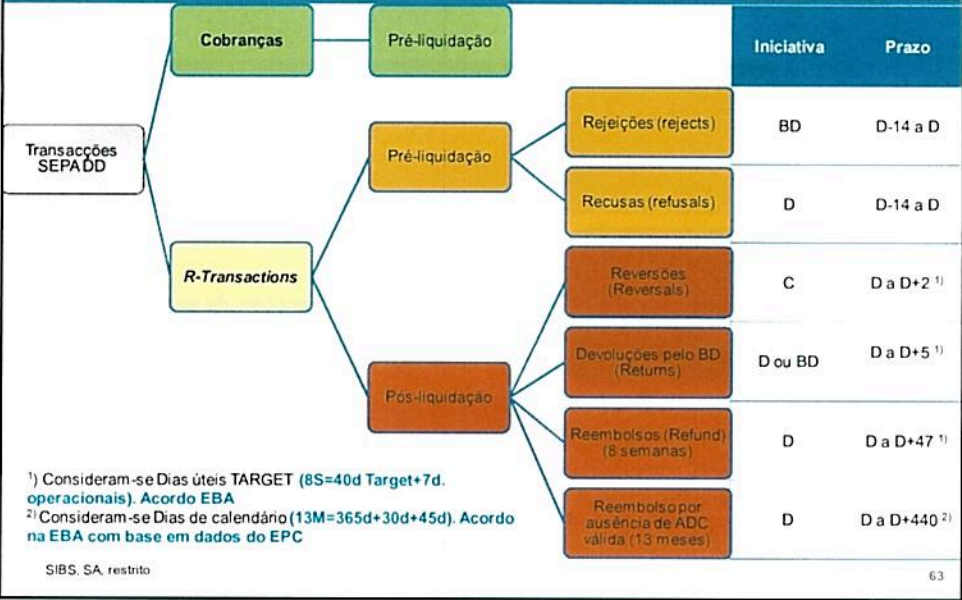 Cobranças
Pré-liquidação
Iniciativa
Prazo
Transacções
SEPA DD
Pré-liquidação
Rejeições (rejects)
BD
D-14 a D
Recusas (refusals)
D
D-14 a D
R-Transactions
Reversões
(Reversals)
C
D a D+2 ¹⁾
Pós-liquidação
Devoluções pelo BD
(Returns)
D ou BD
D a D+5 ¹⁾
Reembolsos (Refund)
(8 semanas)
D
D a D+47 ¹⁾
Reembolso por
ausência de ADC
válida (13 meses)
D
D a D+440 ²⁾
¹) Consideram-se Dias úteis TARGET (8S=40d Target+7d.
operacionais). Acordo EBA
²⁾ Consideram-se Dias de calendário (13M=365d+30d+45d). Acordo
na EBA com base em dados do EPC
SIBS, SA, restrito
63